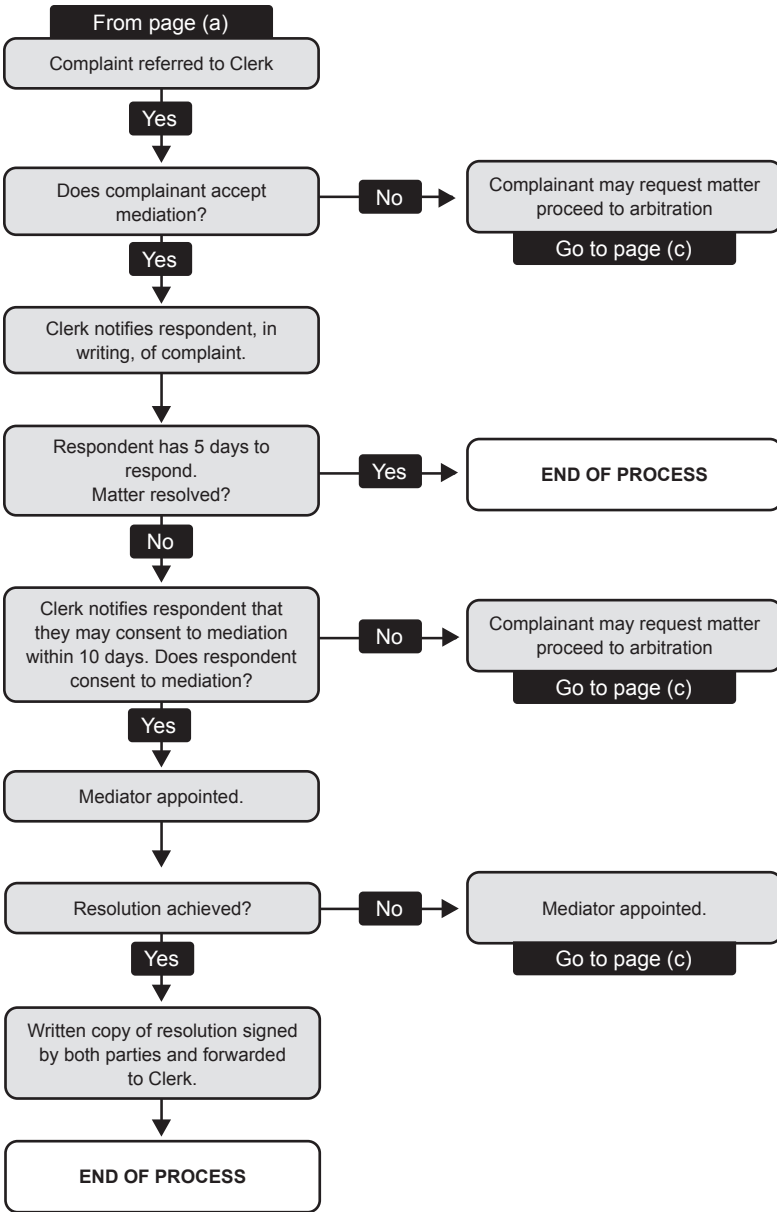 From page (a)
Complaint referred to Clerk
Yes
Does complainant accept
mediation?
No
Complainant may request matter
proceed to arbitration
Go to page (c)
Yes
Clerk notifies respondent, in
writing, of complaint.
Respondent has 5 days to
respond.
Matter resolved?
Yes
END OF PROCESS
No
Clerk notifies respondent that
they may consent to mediation
within 10 days. Does respondent
consent to mediation?
No
Complainant may request matter
proceed to arbitration
Go to page (c)
Yes
Mediator appointed.
Resolution achieved?
No
Mediator appointed.
Go to page (c)
Yes
Written copy of resolution signed
by both parties and forwarded
to Clerk.
END OF PROCESS